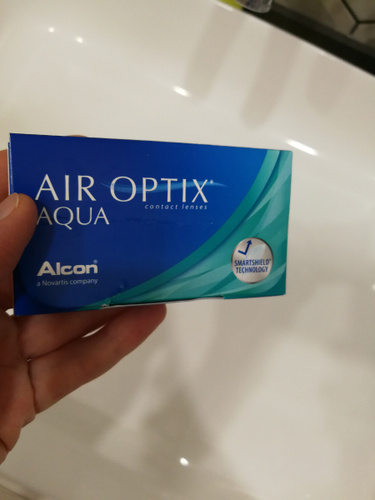 AIR OPTIX®
contact lenses
AQUA
Alcon®
a Novartis company
SMARTSHIELD®
TECHNOLOGY